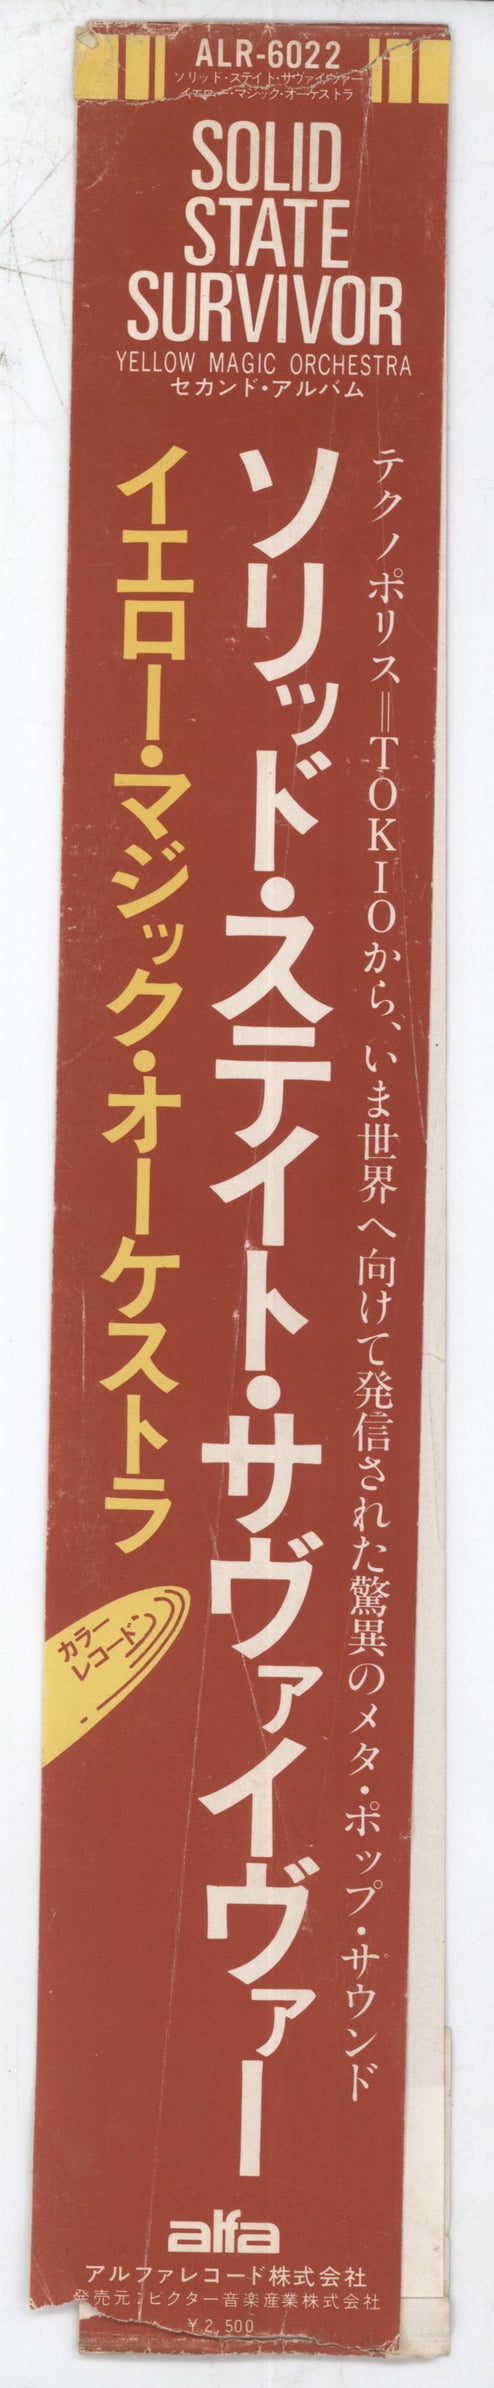 ALR-6022
ソリッド・ステイト・サヴァイヴァー
イエロー・マジック・オーケストラ
SOLID
STATE
SURVIVOR
YELLOW MAGIC ORCHESTRA
セカンド・アルバム
テクノポリス=TOKIOから、いま世界へ向けて発信された驚異のメタ・ポップ・サウンド
ソリッド・ステイト・サヴァイヴァー
イエロー・マジック・オーケストラ
カラー
レコード
alfa
アルファレコード株式会社
発売元:ビクター音楽産業株式会社
¥2,500